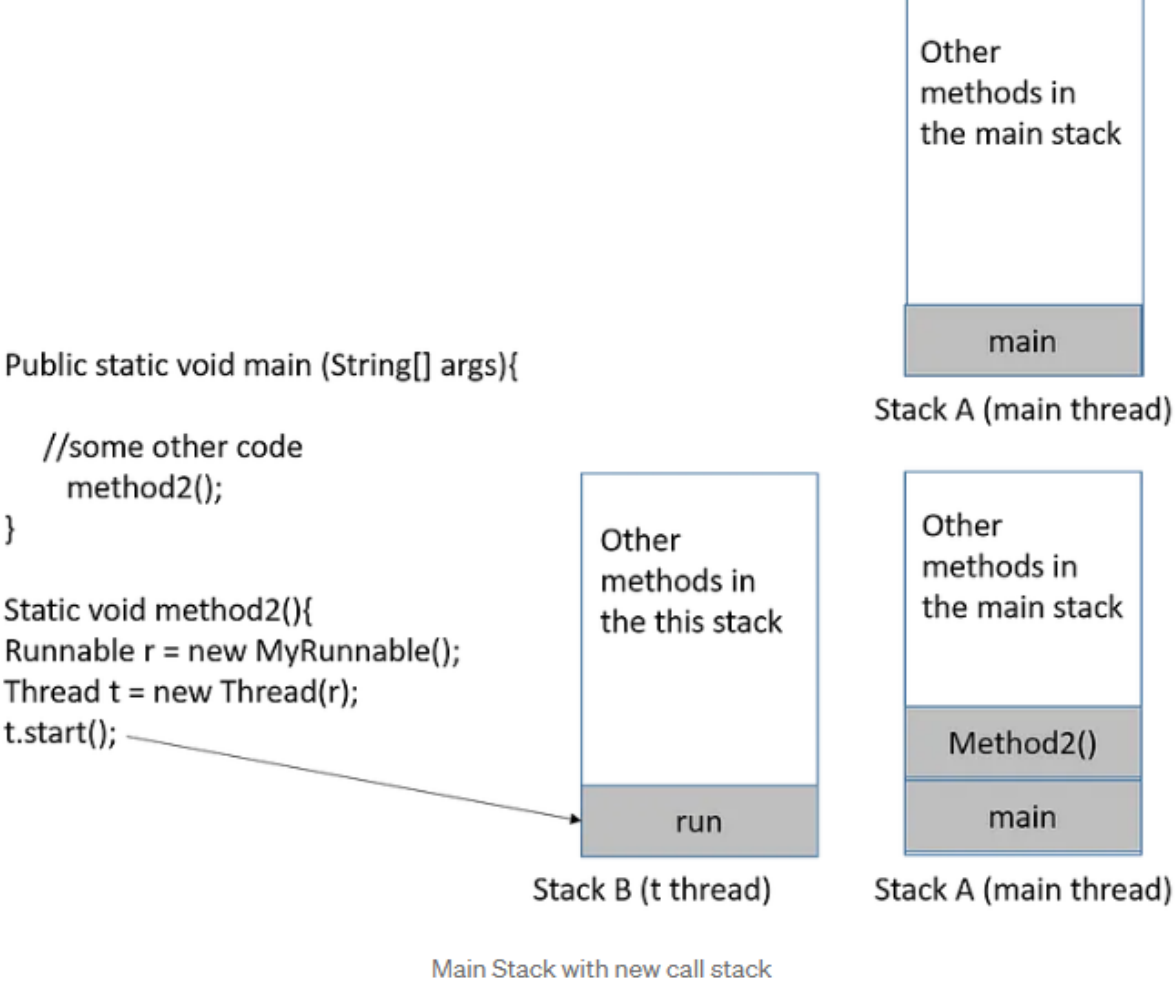 Other
methods in
the main stack
main
Stack A (main thread)
Public static void main (String[] args){
//some other code
method2();
}
Static void method2(){
Runnable r = new MyRunnable();
Thread t = new Thread(r);
t.start();
Other
methods in
the this stack
run
Stack B (t thread)
Other
methods in
the main stack
Method2()
main
Stack A (main thread)
Main Stack with new call stack